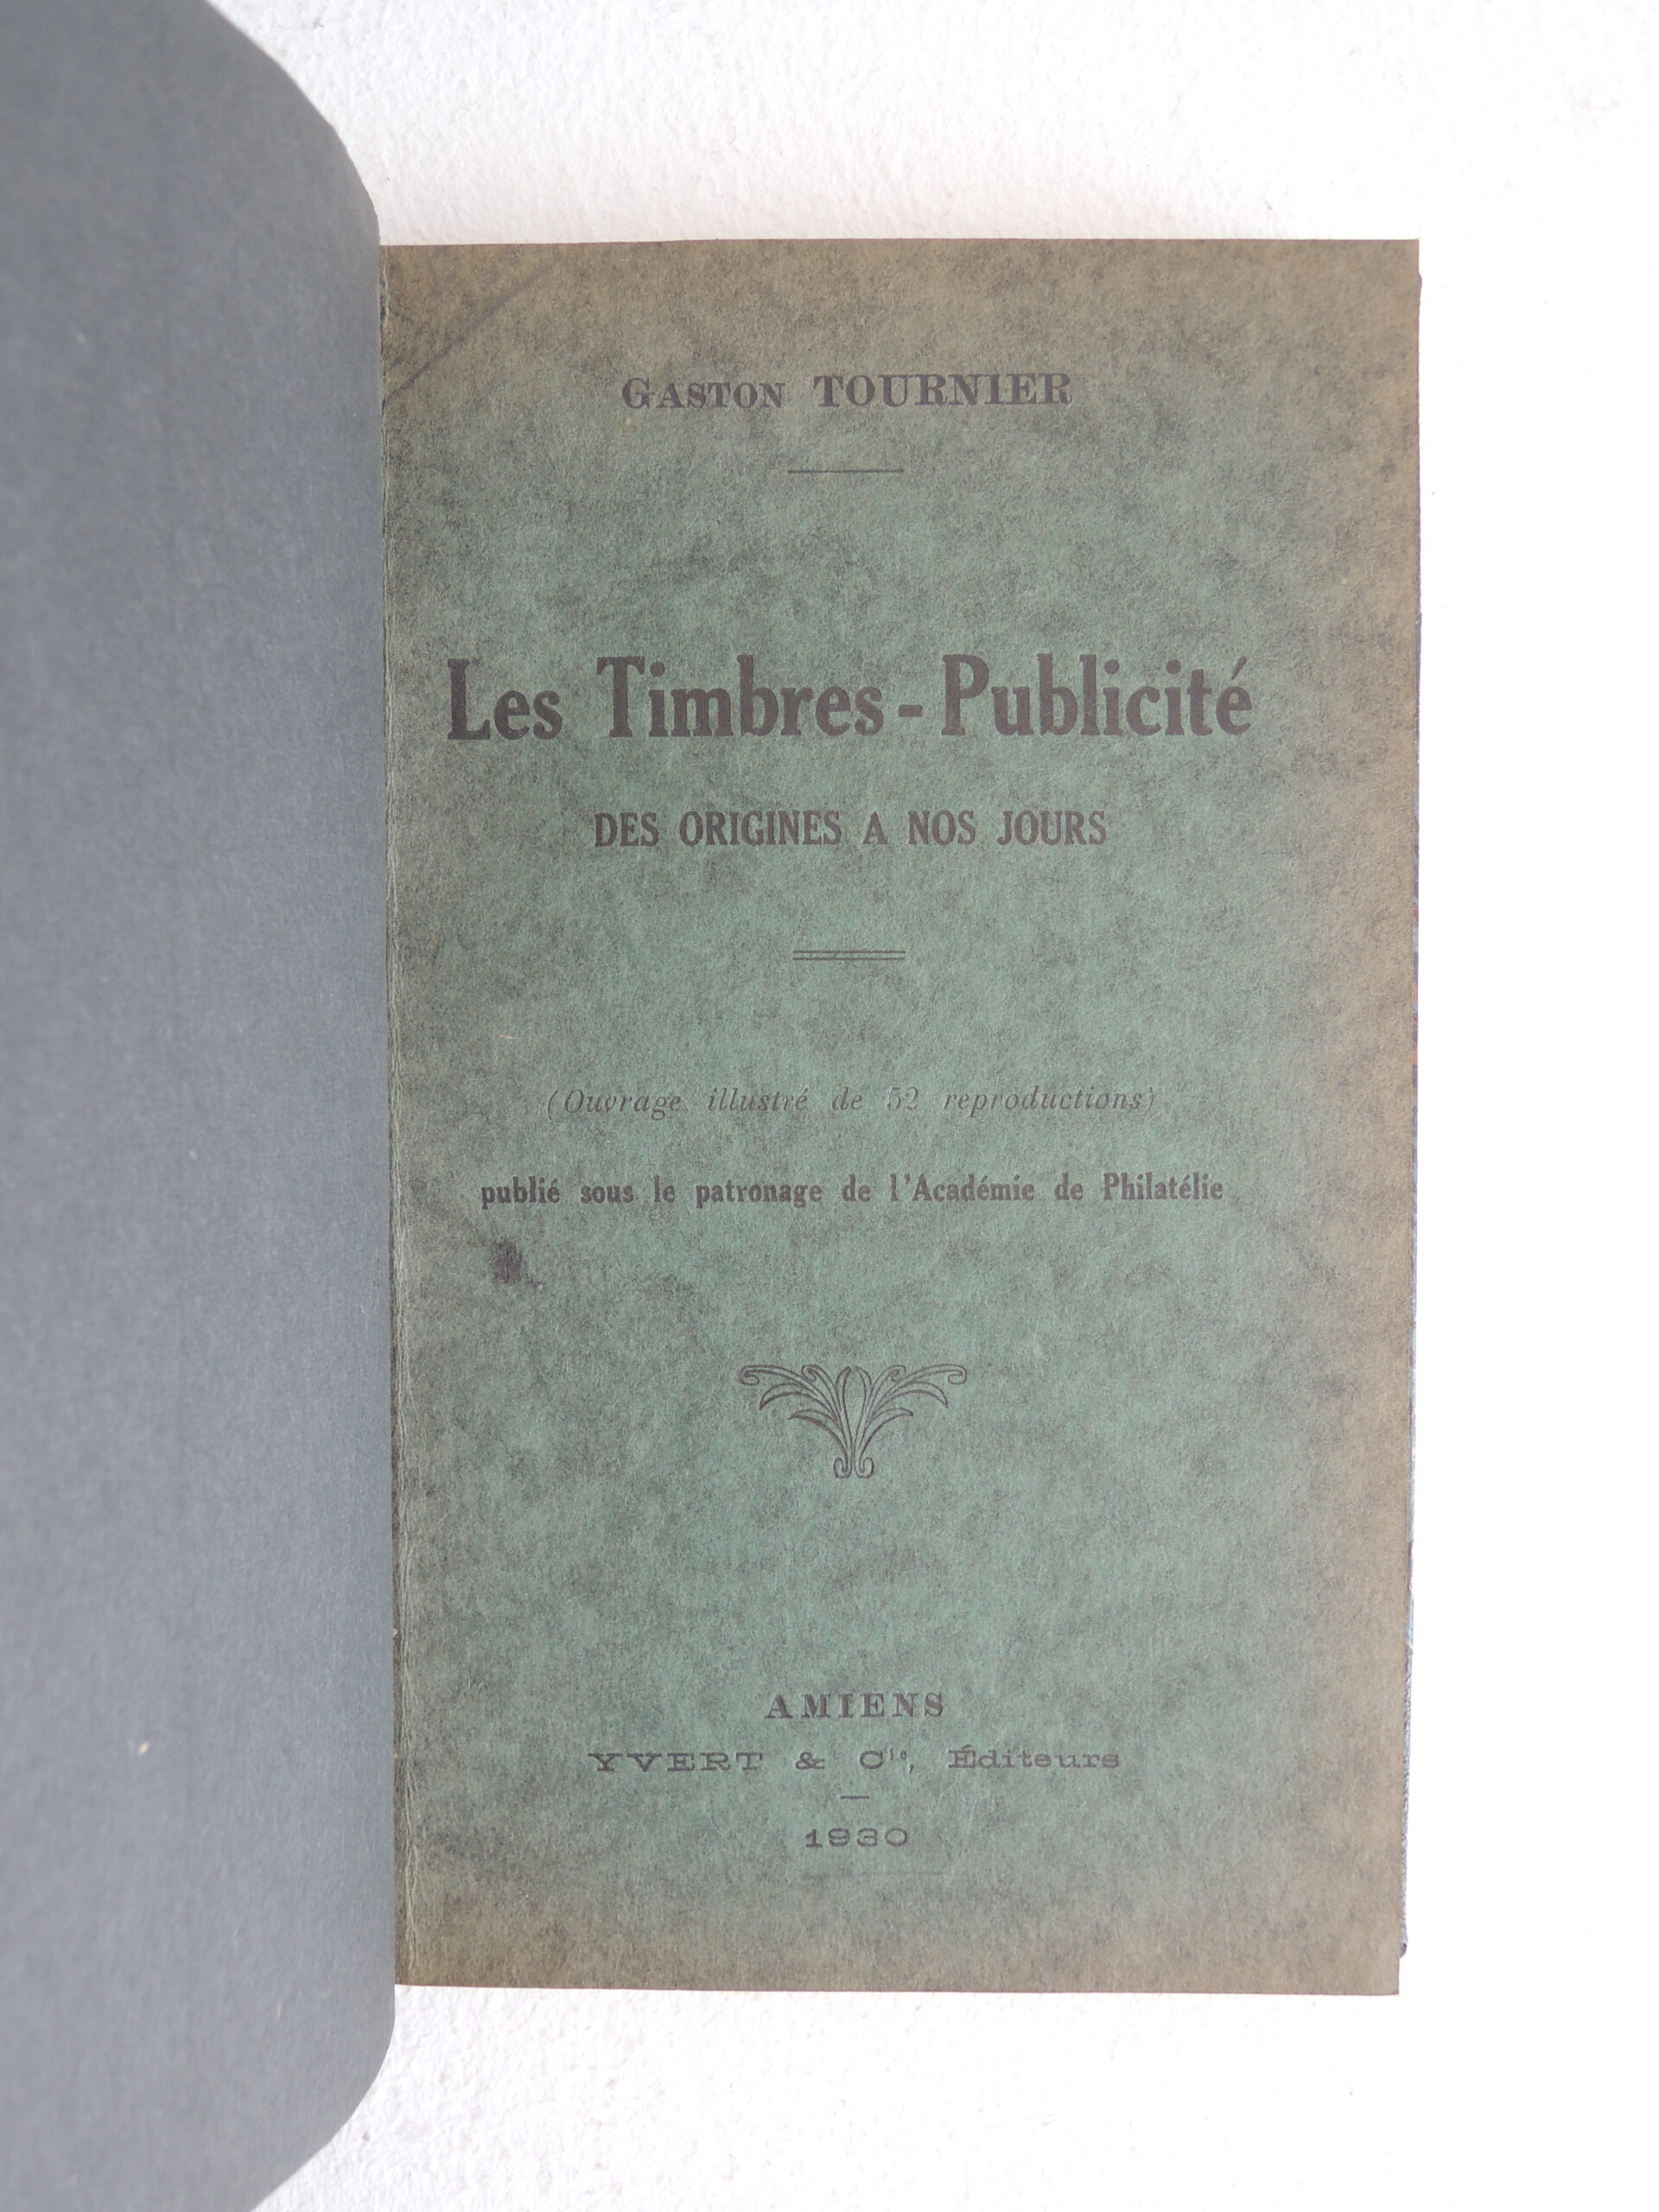 GASTON TOURNIER
Les Timbres-Publicité
DES ORIGINES A NOS JOURS
(Ouvrage illustré de 52 reproductions)
publié sous le patronage de l'Académie de Philatélie
AMIENS
YVERT & Cie, Éditeurs
1930